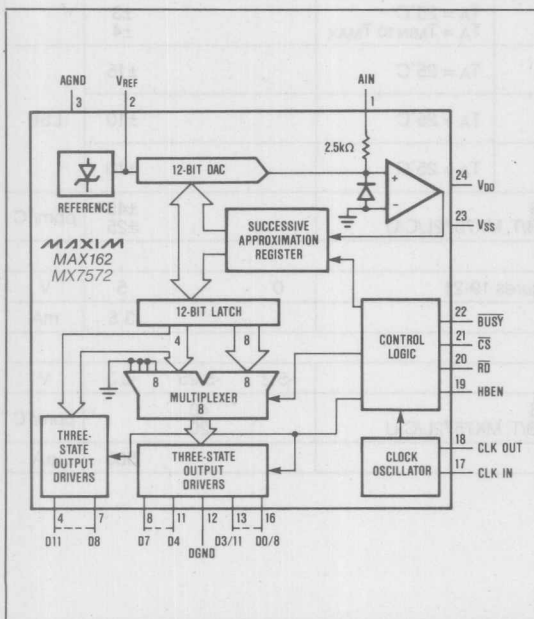 AGND
3
VREF
2
AIN
1
2.5kΩ
12-BIT DAC
REFERENCE
+
−
24
VDD
23
VSS
MAXIM
MAX162
MX7572
SUCCESSIVE
APPROXIMATION
REGISTER
12-BIT LATCH
4
8
8
8
MULTIPLEXER
8
CONTROL
LOGIC
22
BUSY
21
CS
20
RD
19
HBEN
THREE-
STATE
OUTPUT
DRIVERS
THREE-STATE
OUTPUT
DRIVERS
CLOCK
OSCILLATOR
18
CLK OUT
17
CLK IN
4
7
8
11
12
13
16
D11
D8
D7
D4
DGND
D3/11
D0/8